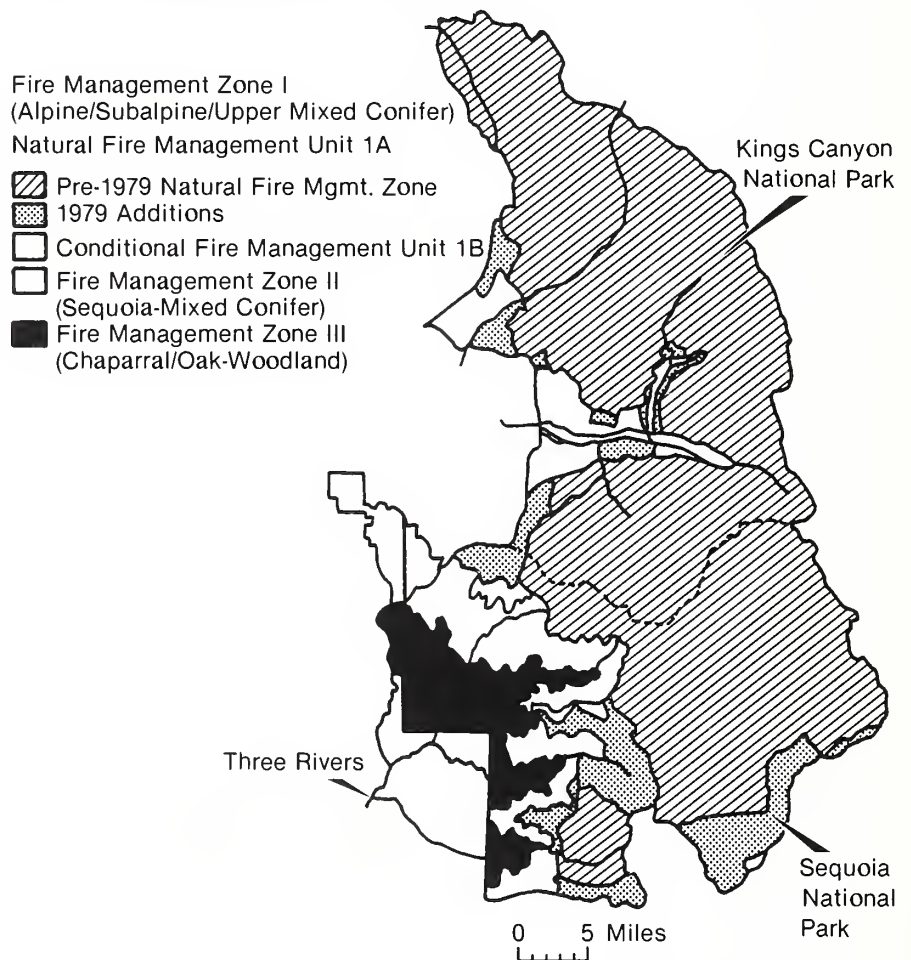 Fire Management Zone I
(Alpine/Subalpine/Upper Mixed Conifer)
Natural Fire Management Unit 1A
Pre-1979 Natural Fire Mgmt. Zone
1979 Additions
Conditional Fire Management Unit 1B
Fire Management Zone II
(Sequoia-Mixed Conifer)
Fire Management Zone III
(Chaparral/Oak-Woodland)
Kings Canyon
National Park
Three Rivers
Sequoia
National
Park
0 5 Miles